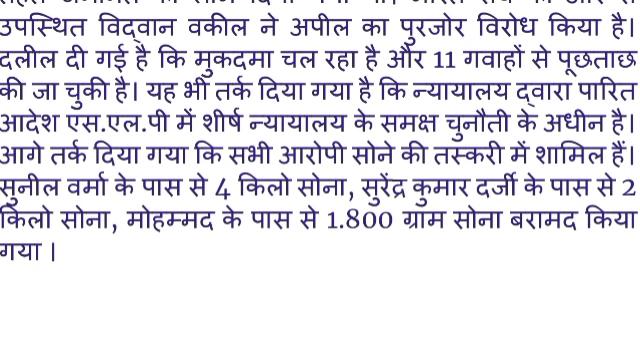 उपस्थित विद्वान वकील ने अपील का पुरजोर विरोध किया है।
दलील दी गई है कि मुकदमा चल रहा है और 11 गवाहों से पूछताछ
की जा चुकी है। यह भी तर्क दिया गया है कि न्यायालय द्वारा पारित
आदेश एस.एल.पी में शीर्ष न्यायालय के समक्ष चुनौती के अधीन है।
आगे तर्क दिया गया कि सभी आरोपी सोने की तस्करी में शामिल हैं।
सुनील वर्मा के पास से 4 किलो सोना, सुरेंद्र कुमार दर्जी के पास से 2
किलो सोना, मोहम्मद के पास से 1.800 ग्राम सोना बरामद किया
गया ।